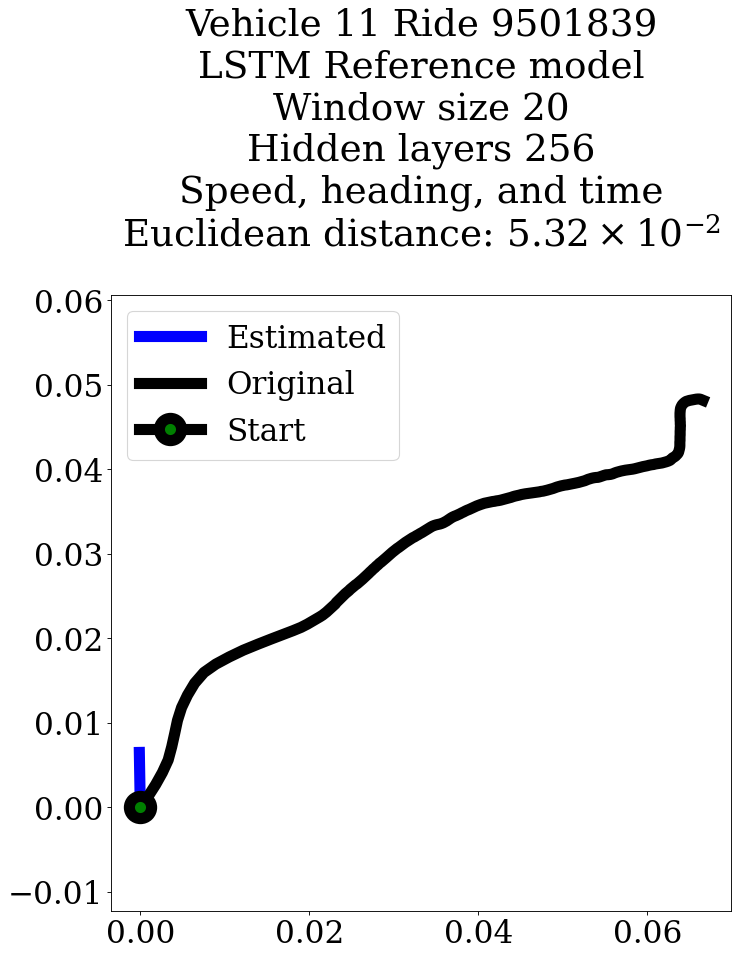 Vehicle 11 Ride 9501839
LSTM Reference model
Window size 20
Hidden layers 256
Speed, heading, and time
Euclidean distance: 5.32 × 10⁻²
0.06
Estimated
0.05
Original
Start
0.04
0.03
0.02
0.01
0.00
−0.01
0.00 0.02 0.04 0.06